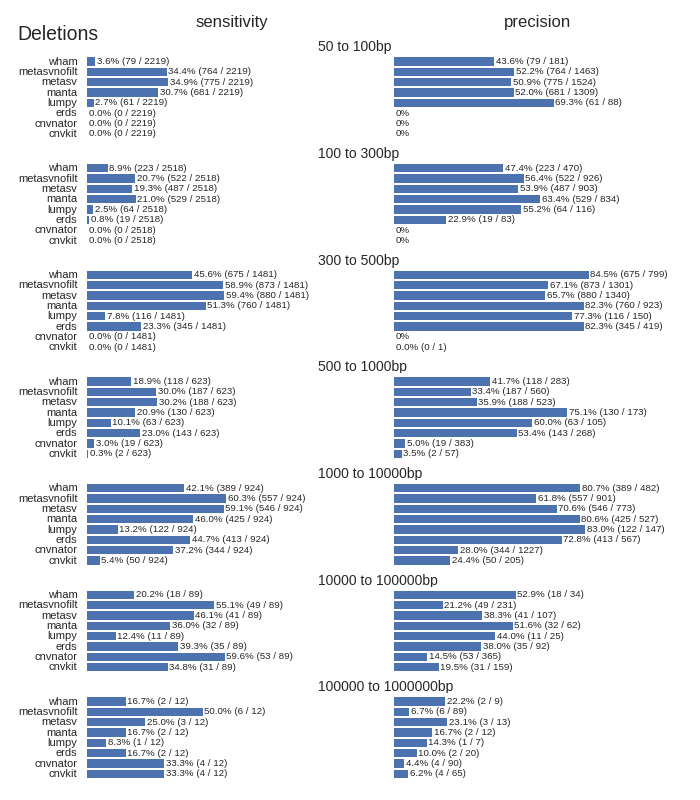 sensitivity precision
Deletions
50 to 100bp
wham 3.6% (79 / 2219) 43.6% (79 / 181)
metasvnofilt 34.4% (764 / 2219) 52.2% (764 / 1463)
metasv 34.9% (775 / 2219) 50.9% (775 / 1524)
manta 30.7% (681 / 2219) 52.0% (681 / 1309)
lumpy 2.7% (61 / 2219) 69.3% (61 / 88)
erds 0.0% (0 / 2219) 0%
cnvnator 0.0% (0 / 2219) 0%
cnvkit 0.0% (0 / 2219) 0%
100 to 300bp
wham 8.9% (223 / 2518) 47.4% (223 / 470)
metasvnofilt 20.7% (522 / 2518) 56.4% (522 / 926)
metasv 19.3% (487 / 2518) 53.9% (487 / 903)
manta 21.0% (529 / 2518) 63.4% (529 / 834)
lumpy 2.5% (64 / 2518) 55.2% (64 / 116)
erds 0.8% (19 / 2518) 22.9% (19 / 83)
cnvnator 0.0% (0 / 2518) 0%
cnvkit 0.0% (0 / 2518) 0%
300 to 500bp
wham 45.6% (675 / 1481) 84.5% (675 / 799)
metasvnofilt 58.9% (873 / 1481) 67.1% (873 / 1301)
metasv 59.4% (880 / 1481) 65.7% (880 / 1340)
manta 51.3% (760 / 1481) 82.3% (760 / 923)
lumpy 7.8% (116 / 1481) 77.3% (116 / 150)
erds 23.3% (345 / 1481) 82.3% (345 / 419)
cnvnator 0.0% (0 / 1481) 0%
cnvkit 0.0% (0 / 1481) 0.0% (0 / 1)
500 to 1000bp
wham 18.9% (118 / 623) 41.7% (118 / 283)
metasvnofilt 30.0% (187 / 623) 33.4% (187 / 560)
metasv 30.2% (188 / 623) 35.9% (188 / 523)
manta 20.9% (130 / 623) 75.1% (130 / 173)
lumpy 10.1% (63 / 623) 60.0% (63 / 105)
erds 23.0% (143 / 623) 53.4% (143 / 268)
cnvnator 3.0% (19 / 623) 5.0% (19 / 383)
cnvkit 0.3% (2 / 623) 3.5% (2 / 57)
1000 to 10000bp
wham 42.1% (389 / 924) 80.7% (389 / 482)
metasvnofilt 60.3% (557 / 924) 61.8% (557 / 901)
metasv 59.1% (546 / 924) 70.6% (546 / 773)
manta 46.0% (425 / 924) 80.6% (425 / 527)
lumpy 13.2% (122 / 924) 83.0% (122 / 147)
erds 44.7% (413 / 924) 72.8% (413 / 567)
cnvnator 37.2% (344 / 924) 28.0% (344 / 1227)
cnvkit 5.4% (50 / 924) 24.4% (50 / 205)
10000 to 100000bp
wham 20.2% (18 / 89) 52.9% (18 / 34)
metasvnofilt 55.1% (49 / 89) 21.2% (49 / 231)
metasv 46.1% (41 / 89) 38.3% (41 / 107)
manta 36.0% (32 / 89) 51.6% (32 / 62)
lumpy 12.4% (11 / 89) 44.0% (11 / 25)
erds 39.3% (35 / 89) 38.0% (35 / 92)
cnvnator 59.6% (53 / 89) 14.5% (53 / 365)
cnvkit 34.8% (31 / 89) 19.5% (31 / 159)
100000 to 1000000bp
wham 16.7% (2 / 12) 22.2% (2 / 9)
metasvnofilt 50.0% (6 / 12) 6.7% (6 / 89)
metasv 25.0% (3 / 12) 23.1% (3 / 13)
manta 16.7% (2 / 12) 16.7% (2 / 12)
lumpy 8.3% (1 / 12) 14.3% (1 / 7)
erds 16.7% (2 / 12) 10.0% (2 / 20)
cnvnator 33.3% (4 / 12) 4.4% (4 / 90)
cnvkit 33.3% (4 / 12) 6.2% (4 / 65)